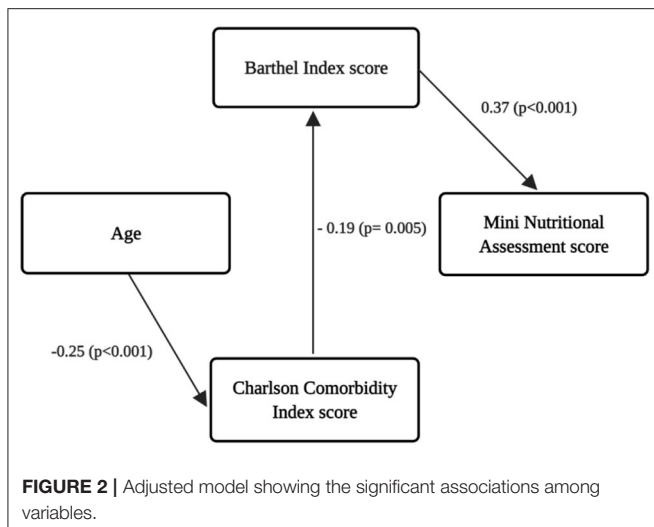 Barthel Index score
0.37 (p<0.001)
Age
- 0.19 (p= 0.005)
Mini Nutritional
Assessment score
-0.25 (p<0.001)
Charlson Comorbidity
Index score
FIGURE 2 | Adjusted model showing the significant associations among
variables.